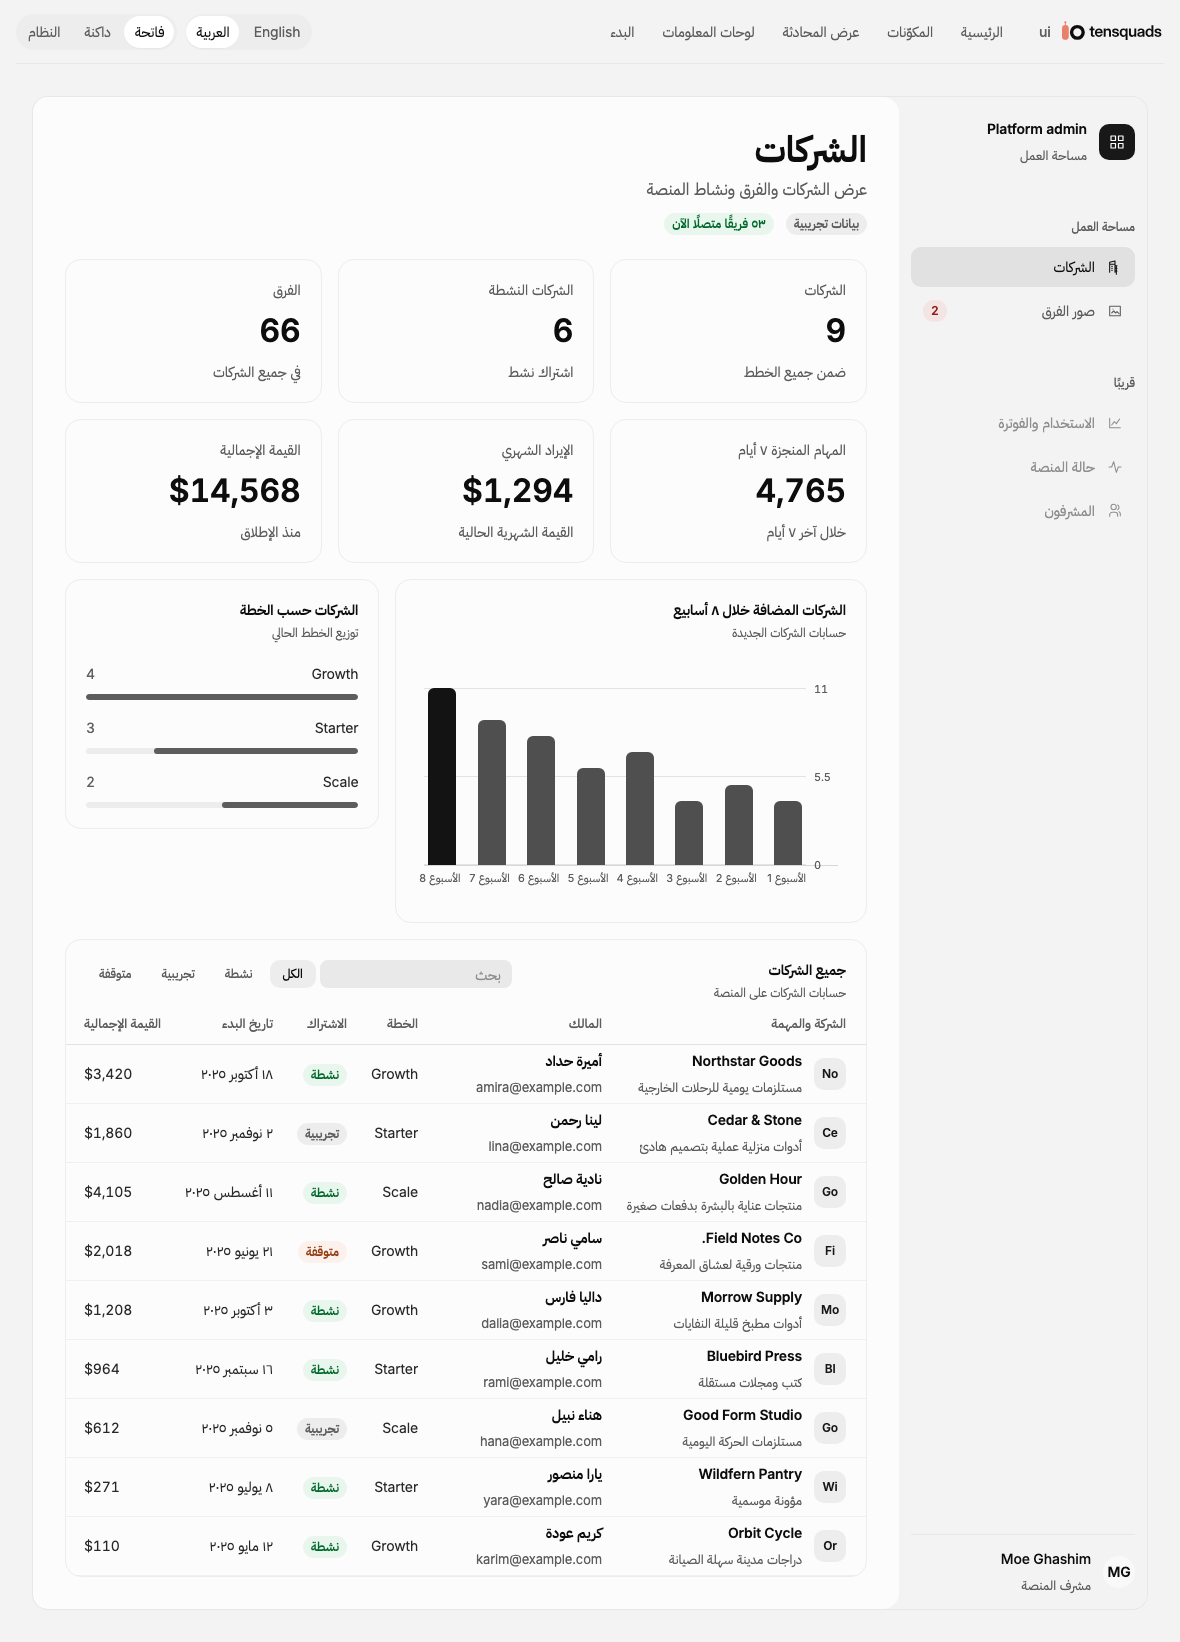 tensquads ui
الرئيسية
المكوّنات
عرض المحادثة
لوحات المعلومات
البدء
English
العربية
فاتحة
داكنة
النظام
Platform admin
مساحة العمل
مساحة العمل
الشركات
صور الفرق 2
قريبًا
الاستخدام والفوترة
حالة المنصة
المشرفون
MG
Moe Ghashim
مشرف المنصة
الشركات
عرض الشركات والفرق ونشاط المنصة
بيانات تجريبية
٥٣ فريقًا متصلًا الآن
الشركات
9
ضمن جميع الخطط
الشركات النشطة
6
اشتراك نشط
الفرق
66
في جميع الشركات
المهام المنجزة ٧ أيام
4,765
خلال آخر ٧ أيام
الإيراد الشهري
$1,294
القيمة الشهرية الحالية
القيمة الإجمالية
$14,568
منذ الإطلاق
الشركات المضافة خلال ٨ أسابيع
حسابات الشركات الجديدة
11
5.5
0
الأسبوع 1
الأسبوع 2
الأسبوع 3
الأسبوع 4
الأسبوع 5
الأسبوع 6
الأسبوع 7
الأسبوع 8
الشركات حسب الخطة
توزيع الخطط الحالي
Growth 4
Starter 3
Scale 2
جميع الشركات
حسابات الشركات على المنصة
بحث
الكل
نشطة
تجريبية
متوقفة
الشركة والمهمة
المالك
الخطة
الاشتراك
تاريخ البدء
القيمة الإجمالية
No
Northstar Goods
مستلزمات يومية للرحلات الخارجية
أميرة حداد
amira@example.com
Growth
نشطة
١٨ أكتوبر ٢٠٢٥
$3,420
Ce
Cedar & Stone
أدوات منزلية عملية بتصميم هادئ
لينا رحمن
lina@example.com
Starter
تجريبية
٢ نوفمبر ٢٠٢٥
$1,860
Go
Golden Hour
منتجات عناية بالبشرة بدفعات صغيرة
نادية صالح
nadia@example.com
Scale
نشطة
١١ أغسطس ٢٠٢٥
$4,105
Fi
Field Notes Co.
منتجات ورقية لعشاق المعرفة
سامي ناصر
sami@example.com
Growth
متوقفة
٢١ يونيو ٢٠٢٥
$2,018
Mo
Morrow Supply
أدوات مطبخ قليلة النفايات
داليا فارس
dalia@example.com
Growth
نشطة
٣ أكتوبر ٢٠٢٥
$1,208
Bl
Bluebird Press
كتب ومجلات مستقلة
رامي خليل
rami@example.com
Starter
نشطة
١٦ سبتمبر ٢٠٢٥
$964
Go
Good Form Studio
مستلزمات الحركة اليومية
هناء نبيل
hana@example.com
Scale
تجريبية
٥ نوفمبر ٢٠٢٥
$612
Wi
Wildfern Pantry
مؤونة موسمية
يارا منصور
yara@example.com
Starter
نشطة
٨ يوليو ٢٠٢٥
$271
Or
Orbit Cycle
دراجات مدينة سهلة الصيانة
كريم عودة
karim@example.com
Growth
نشطة
١٢ مايو ٢٠٢٥
$110